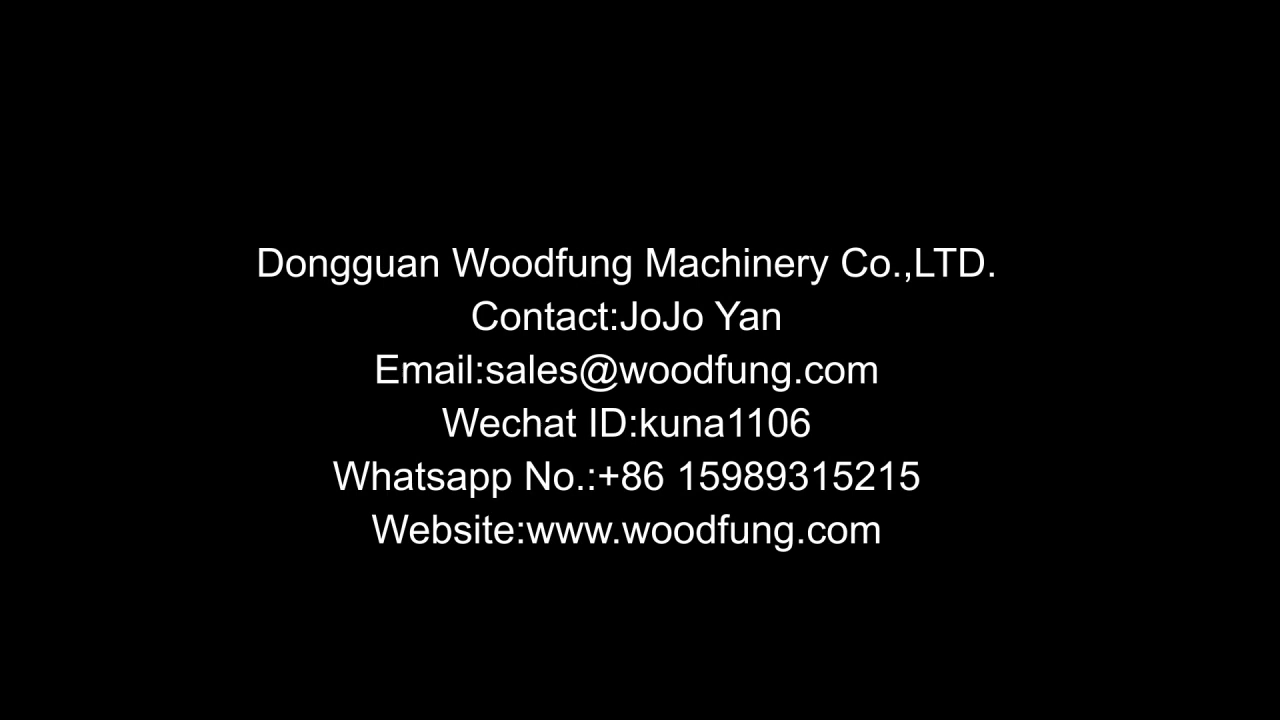 Dongguan Woodfung Machinery Co.,LTD.
Contact:JoJo Yan
Email:sales@woodfung.com
Wechat ID:kuna1106
Whatsapp No.:+86 15989315215
Website:www.woodfung.com